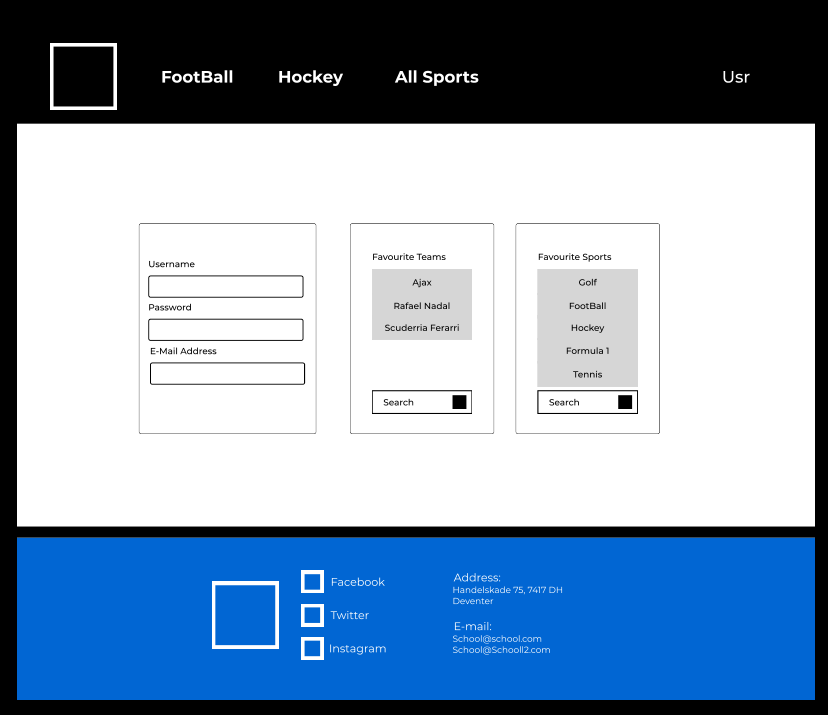 FootBall
Hockey
All Sports
Usr
Username
Password
E-Mail Address
Favourite Teams
Ajax
Rafael Nadal
Scuderria Ferarri
Search
Favourite Sports
Golf
FootBall
Hockey
Formula 1
Tennis
Search
Facebook
Twitter
Instagram
Address:
Handelskade 75, 7417 DH
Deventer
E-mail:
School@school.com
School@Schooll2.com